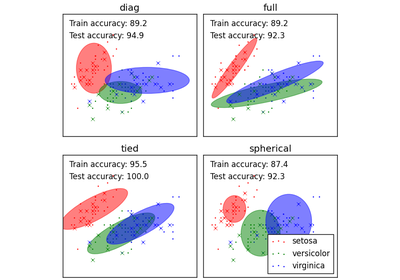 diag
Train accuracy: 89.2
Test accuracy: 94.9
full
Train accuracy: 89.2
Test accuracy: 92.3
tied
Train accuracy: 95.5
Test accuracy: 100.0
spherical
Train accuracy: 87.4
Test accuracy: 92.3
setosa
versicolor
virginica